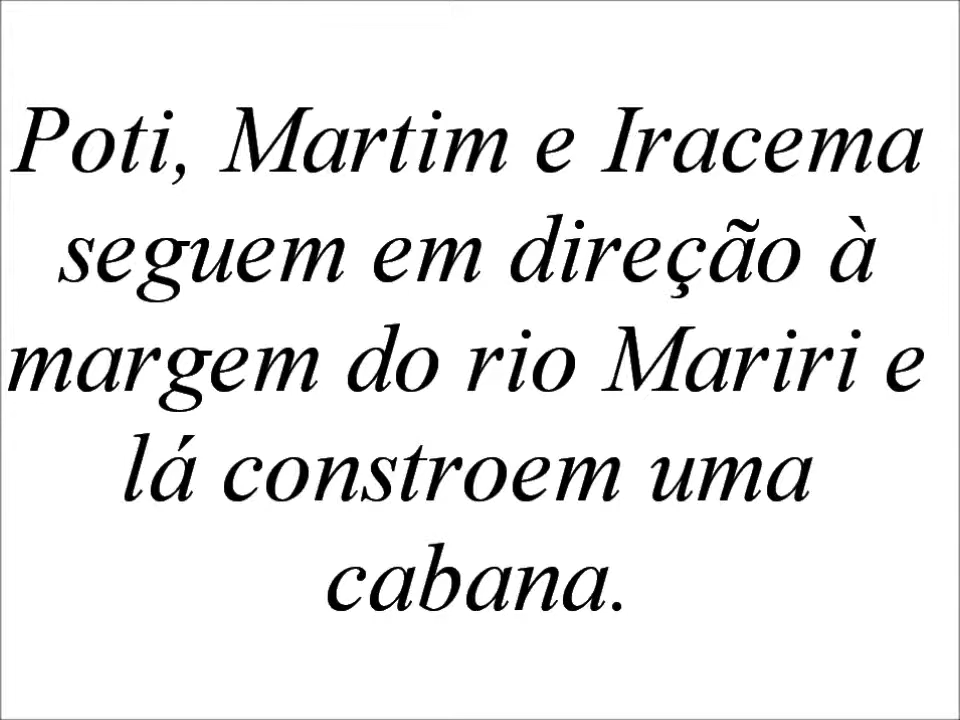 Poti, Martim e Iracema
seguem em direção à
margem do rio Mariri e
lá constroem uma
cabana.